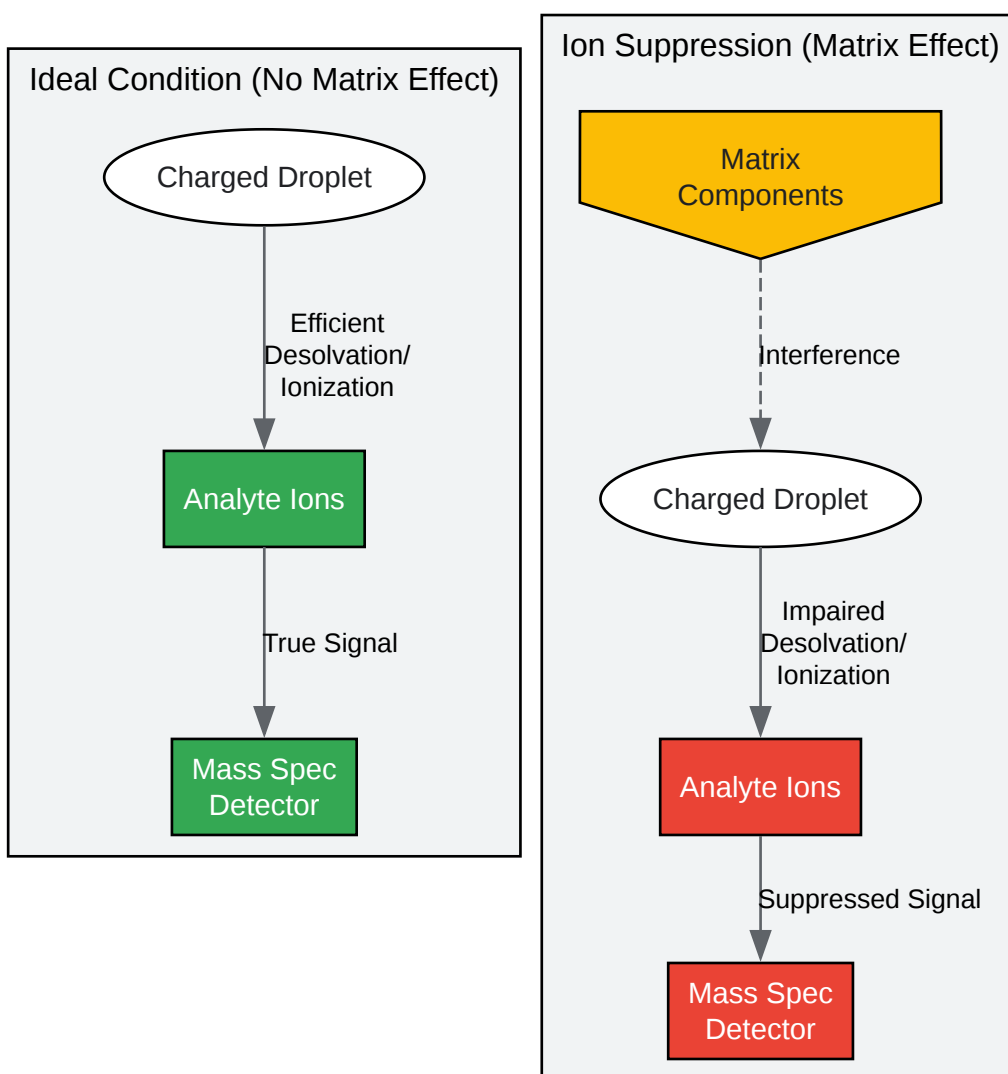 Ideal Condition (No Matrix Effect)
Charged Droplet
Efficient
Desolvation/
Ionization
Analyte Ions
True Signal
Mass Spec
Detector
Ion Suppression (Matrix Effect)
Matrix
Components
Interference
Charged Droplet
Impaired
Desolvation/
Ionization
Analyte Ions
Suppressed Signal
Mass Spec
Detector